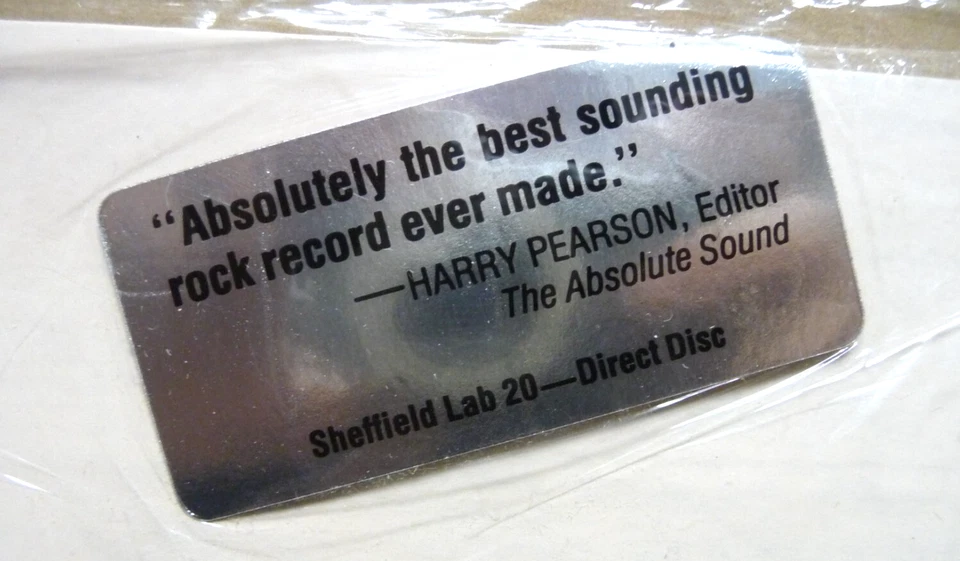 “Absolutely the best sounding
rock record ever made.”
—HARRY PEARSON, Editor
The Absolute Sound
Sheffield Lab 20—Direct Disc